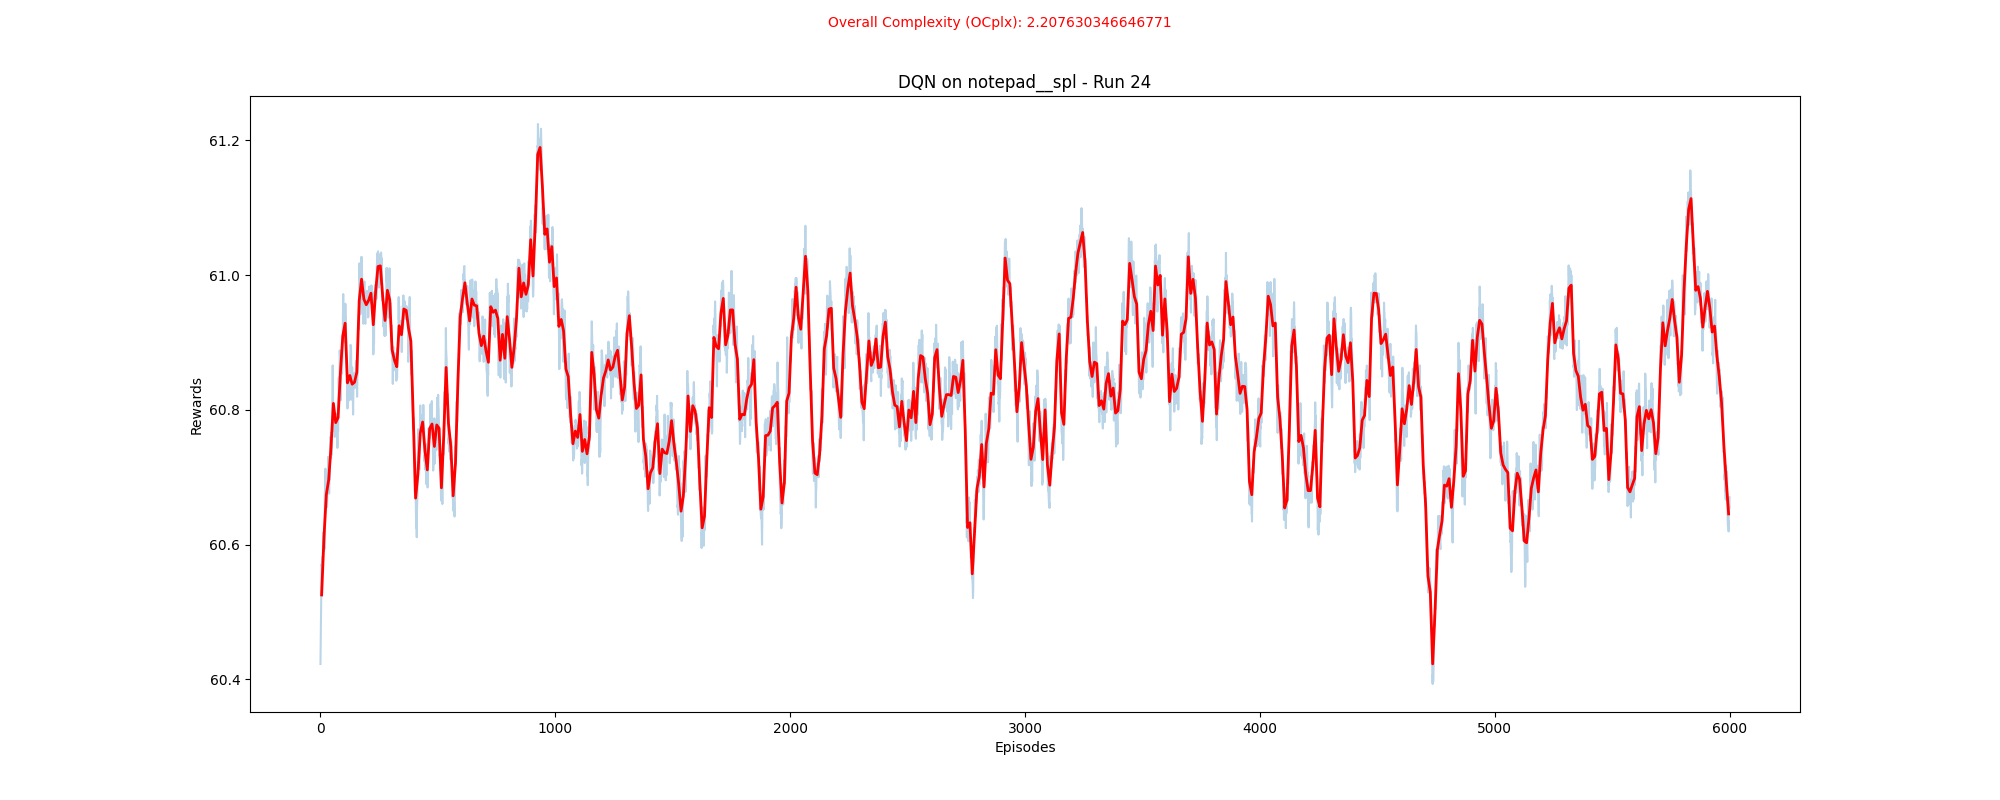 Overall Complexity (OCplx): 2.207630346646771
DQN on notepad__spl - Run 24
61.2
61.0
60.8
60.6
60.4
Rewards
0 1000 2000 3000 4000 5000 6000
Episodes